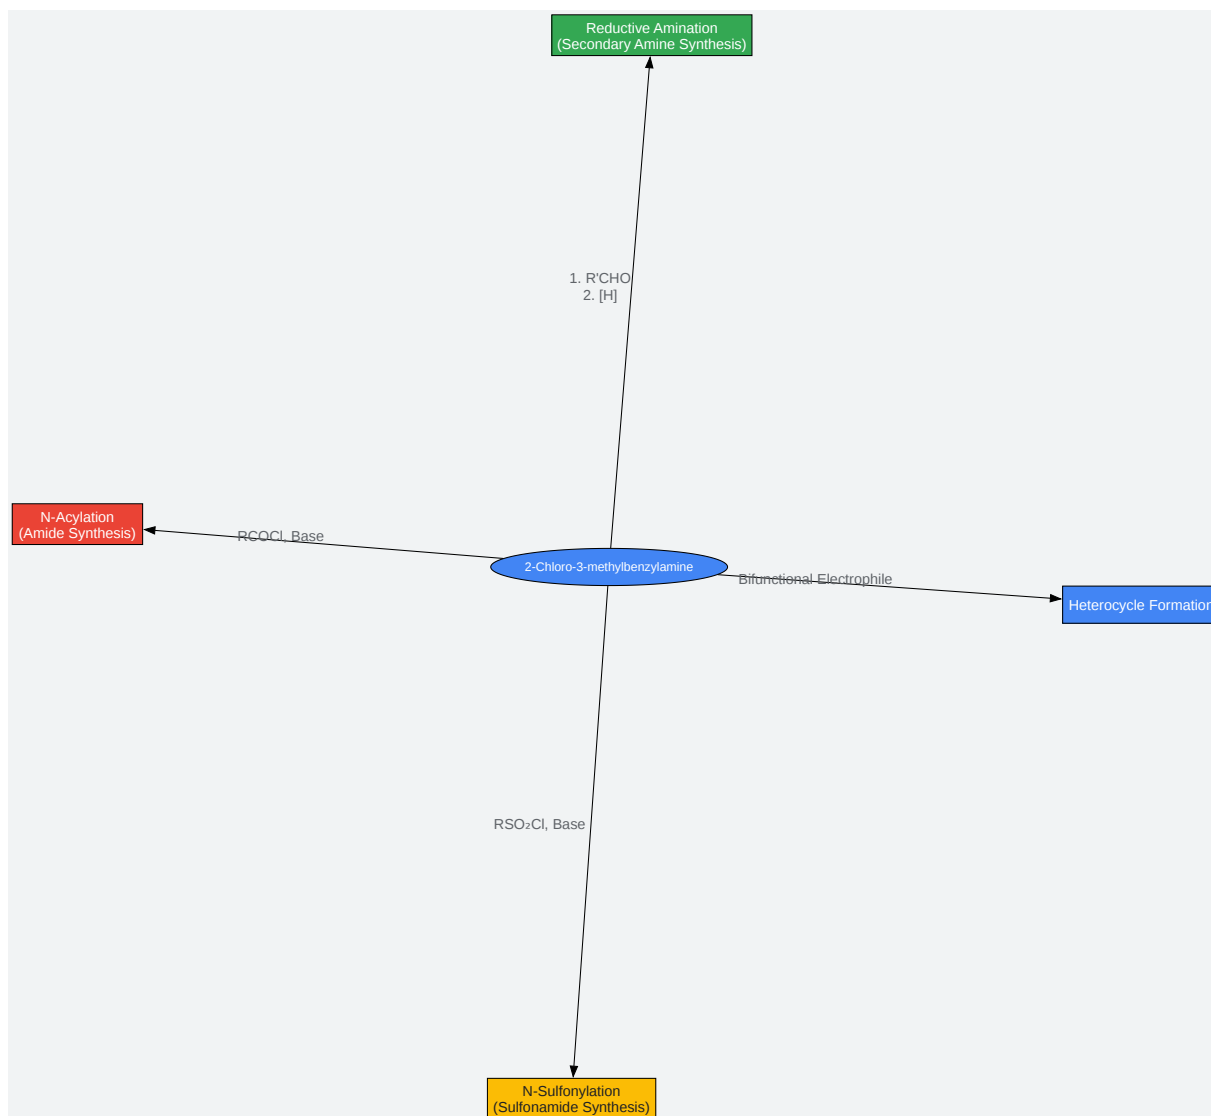 Reductive Amination
(Secondary Amine Synthesis)
1. R'CHO
2. [H]
N-Acylation
(Amide Synthesis)
RCOCl, Base
2-Chloro-3-methylbenzylamine
Bifunctional Electrophile
Heterocycle Formation
RSO₂Cl, Base
N-Sulfonylation
(Sulfonamide Synthesis)